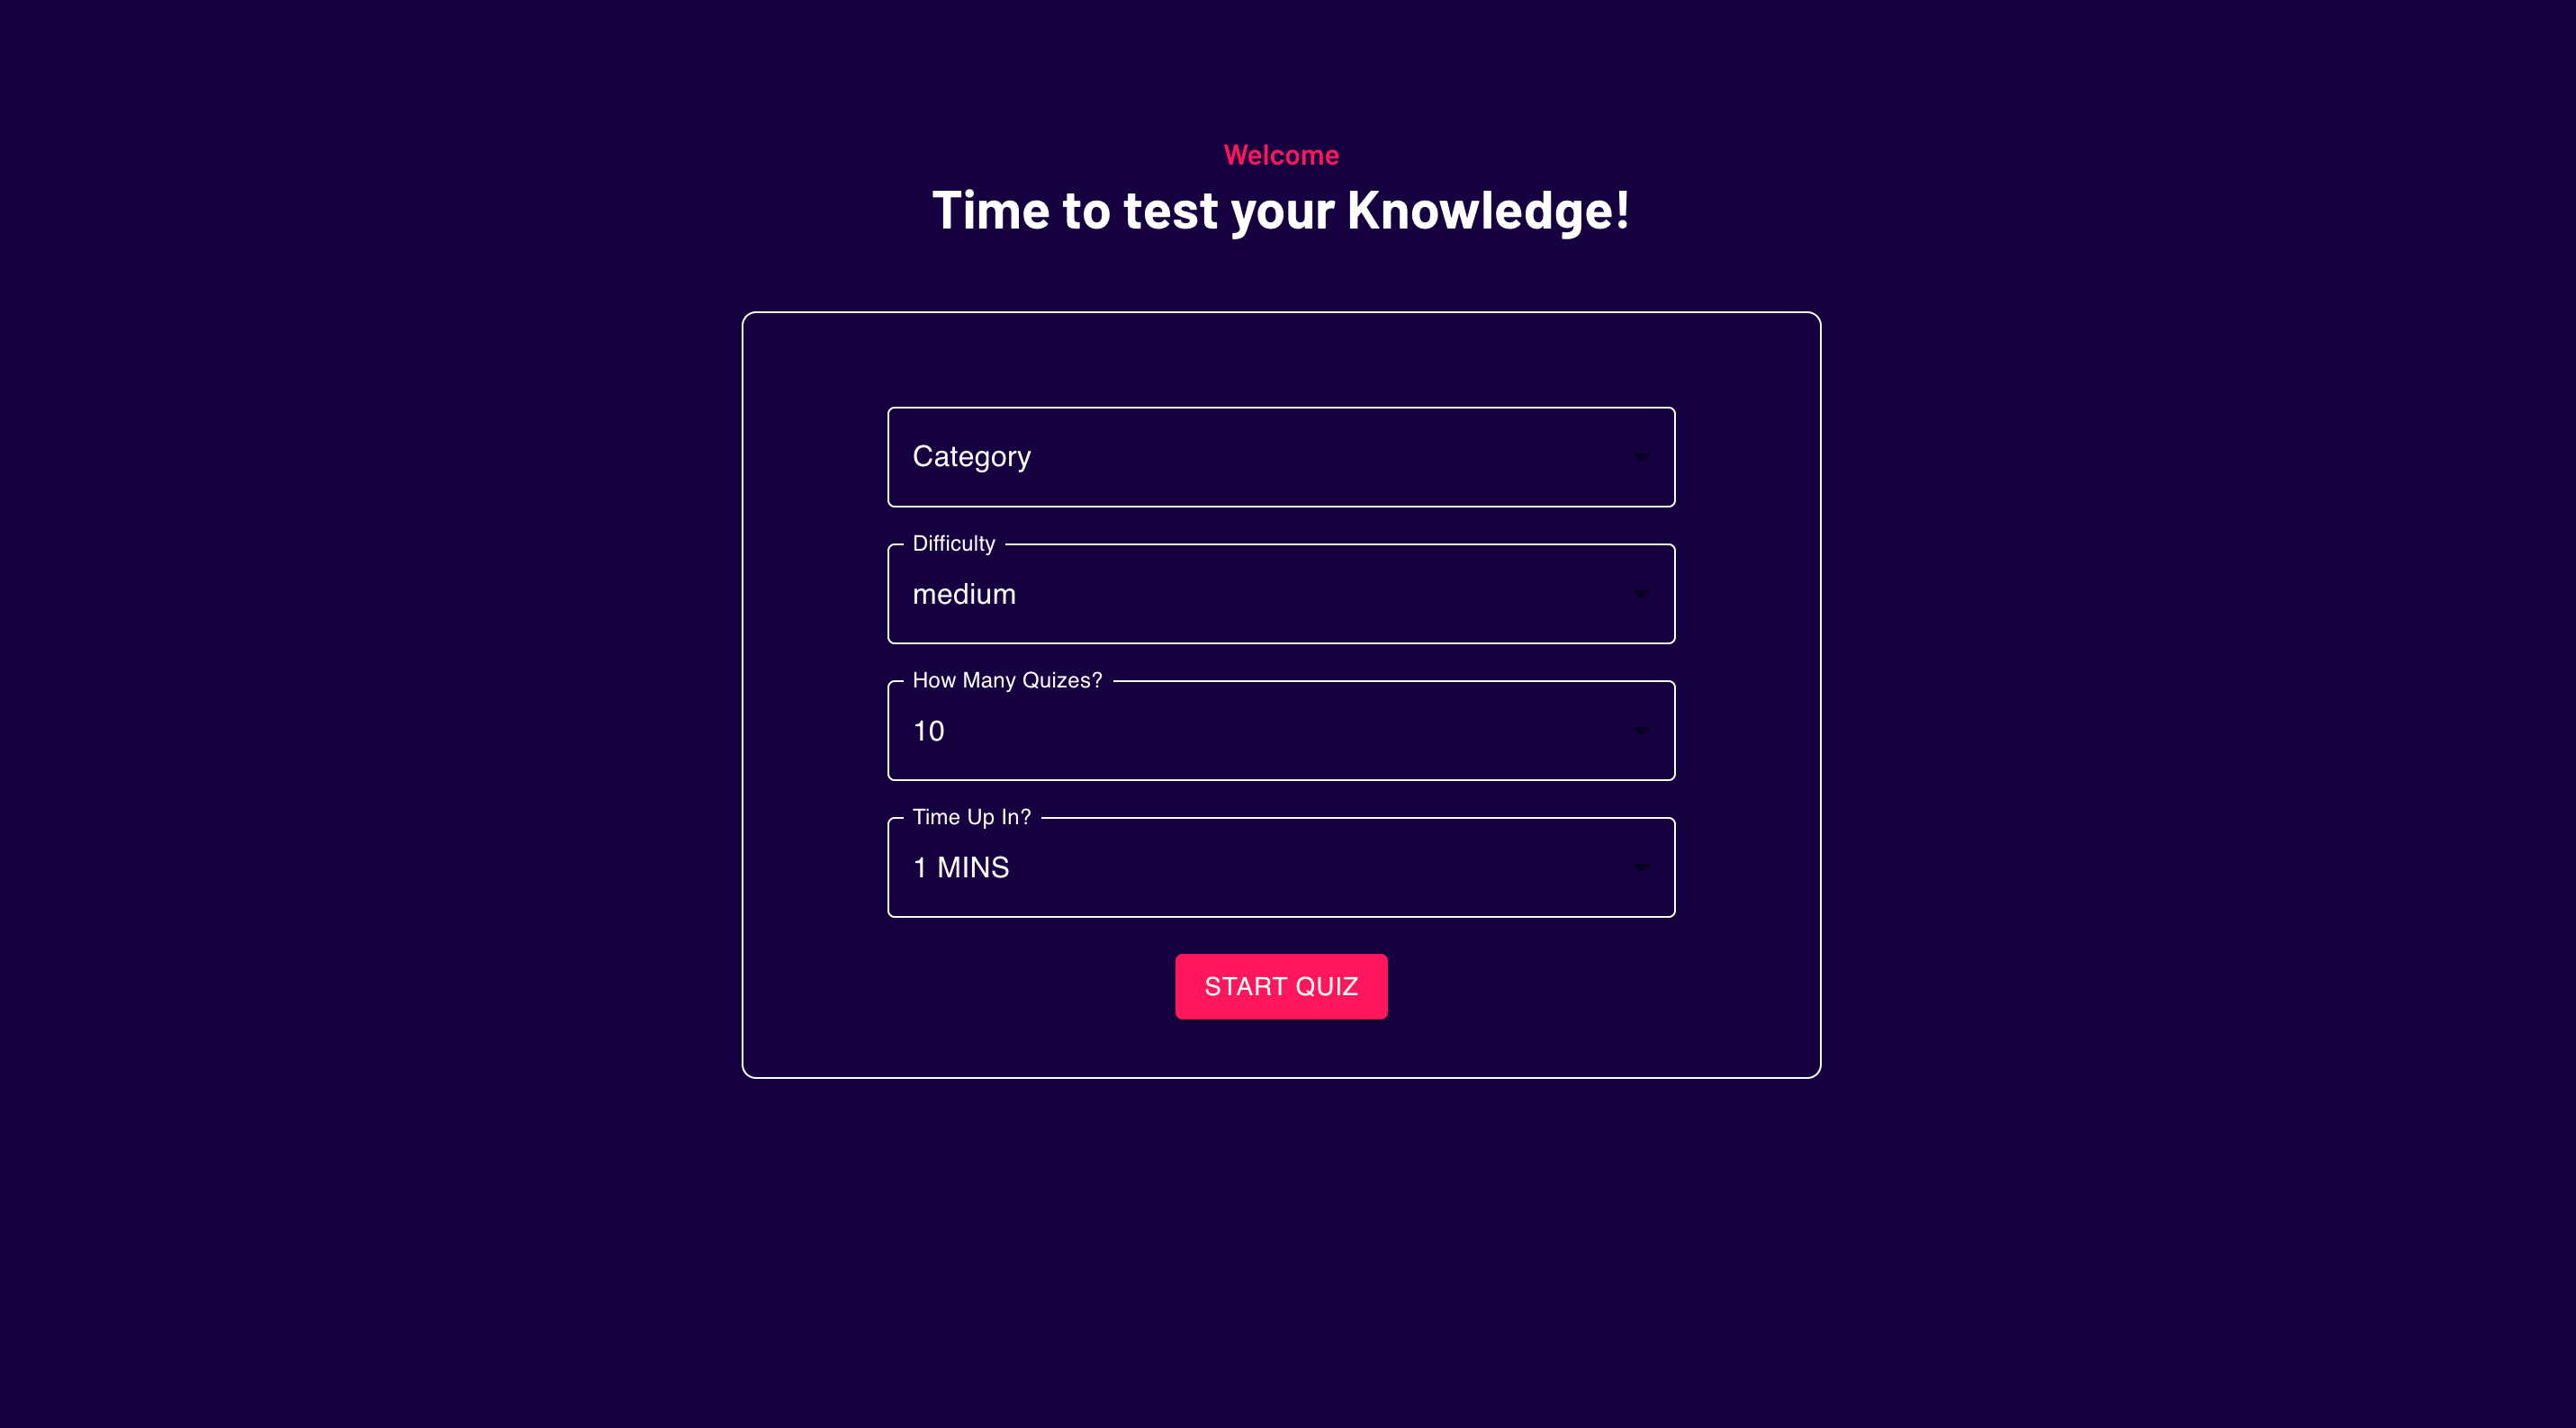 Welcome
Time to test your Knowledge!
Category
Difficulty
medium
How Many Quizes?
10
Time Up In?
1 MINS
START QUIZ